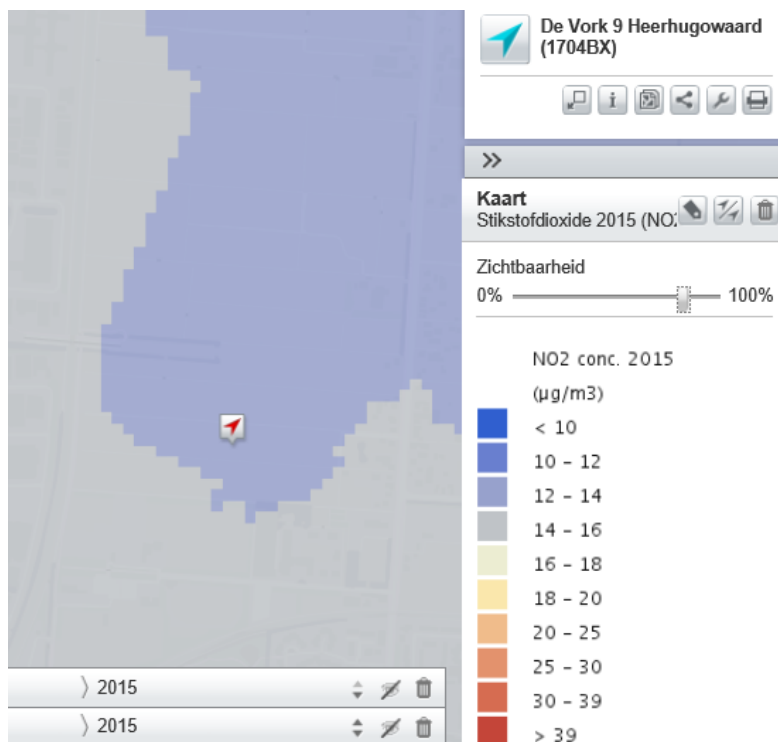 De Vork 9 Heerhugowaard
(1704BX)
Kaart
Stikstofdioxide 2015 (NO2
Zichtbaarheid
0% 100%
NO2 conc. 2015
(µg/m3)
< 10
10 - 12
12 - 14
14 - 16
16 - 18
18 - 20
20 - 25
25 - 30
30 - 39
> 39
2015
2015